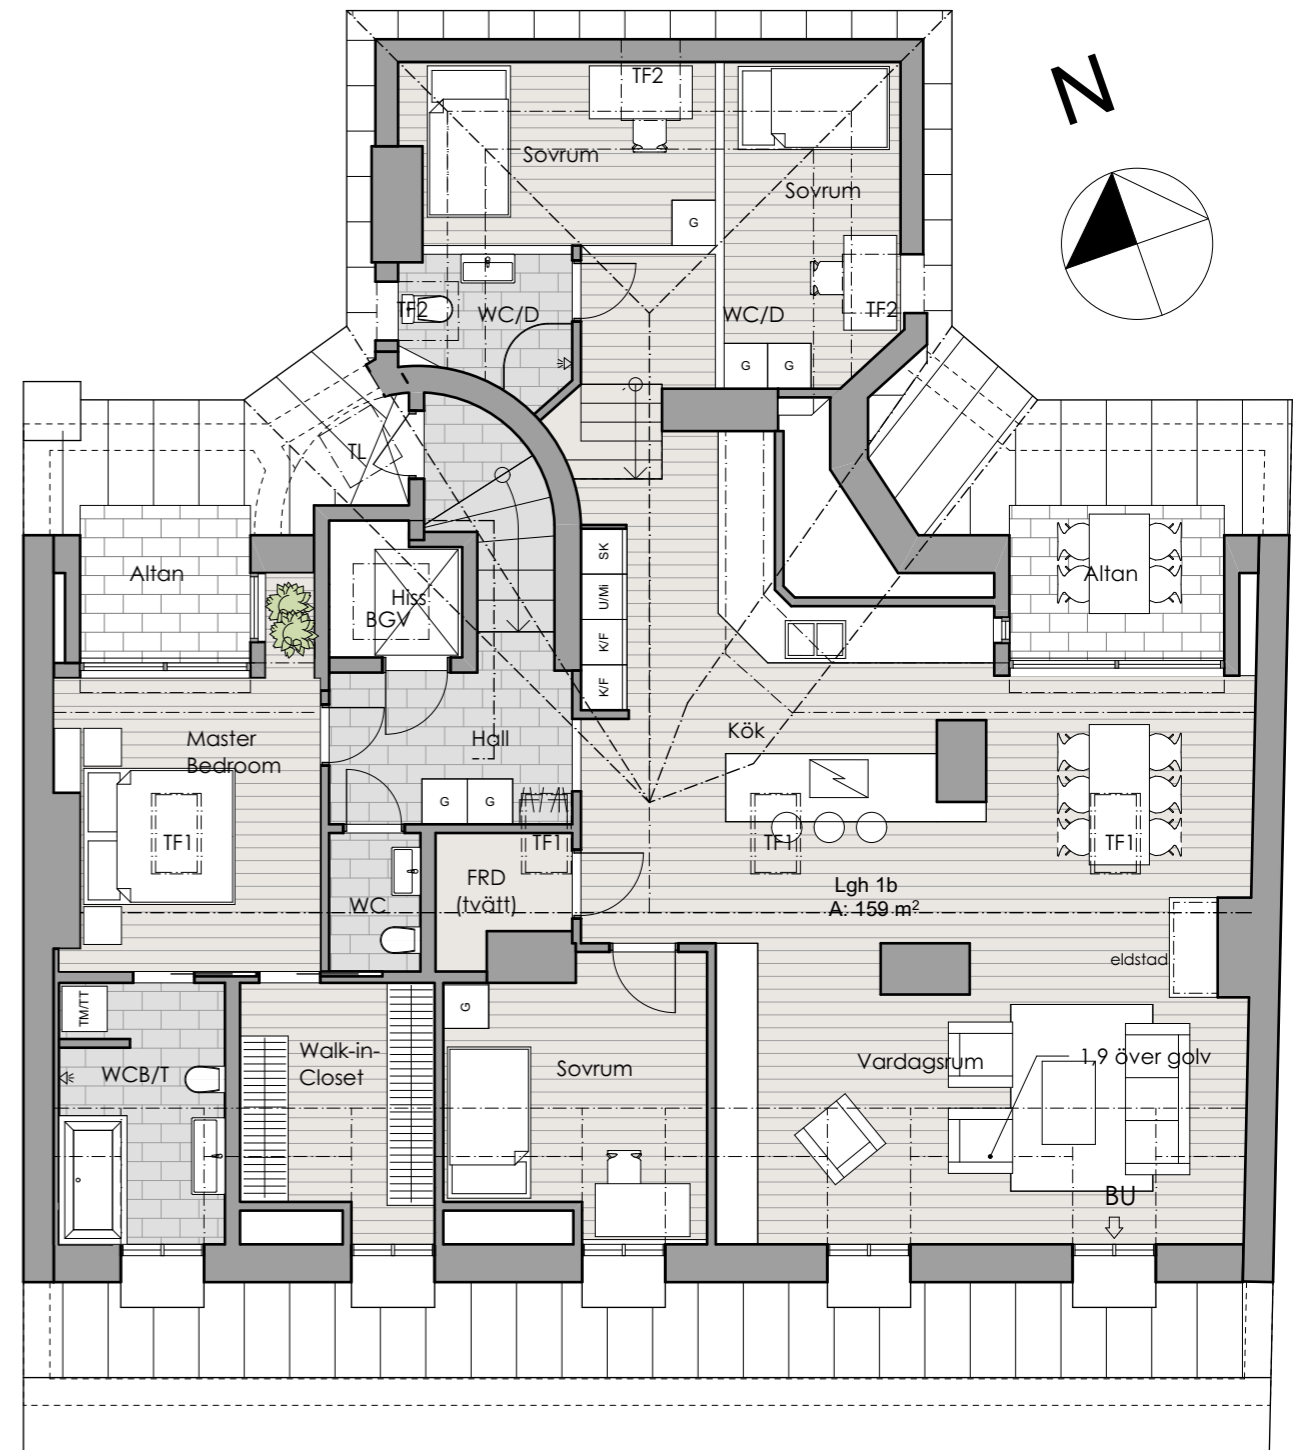 N
TF2
Sovrum
Sovrum
G
TF2
WC/D
WC/D
TF2
G
G
TL
SK
Altan
Altan
Hiss
U/Mi
BGV
K/F
K/F
Master
Bedroom
Hall
Kök
G
G
TF1
TF1
TF1
TF1
FRD
(tvätt)
Lgh 1b
A: 159 m²
WC
eldstad
TM/TT
G
Walk-in-
Closet
WCB/T
Sovrum
Vardagsrum
1,9 över golv
BU